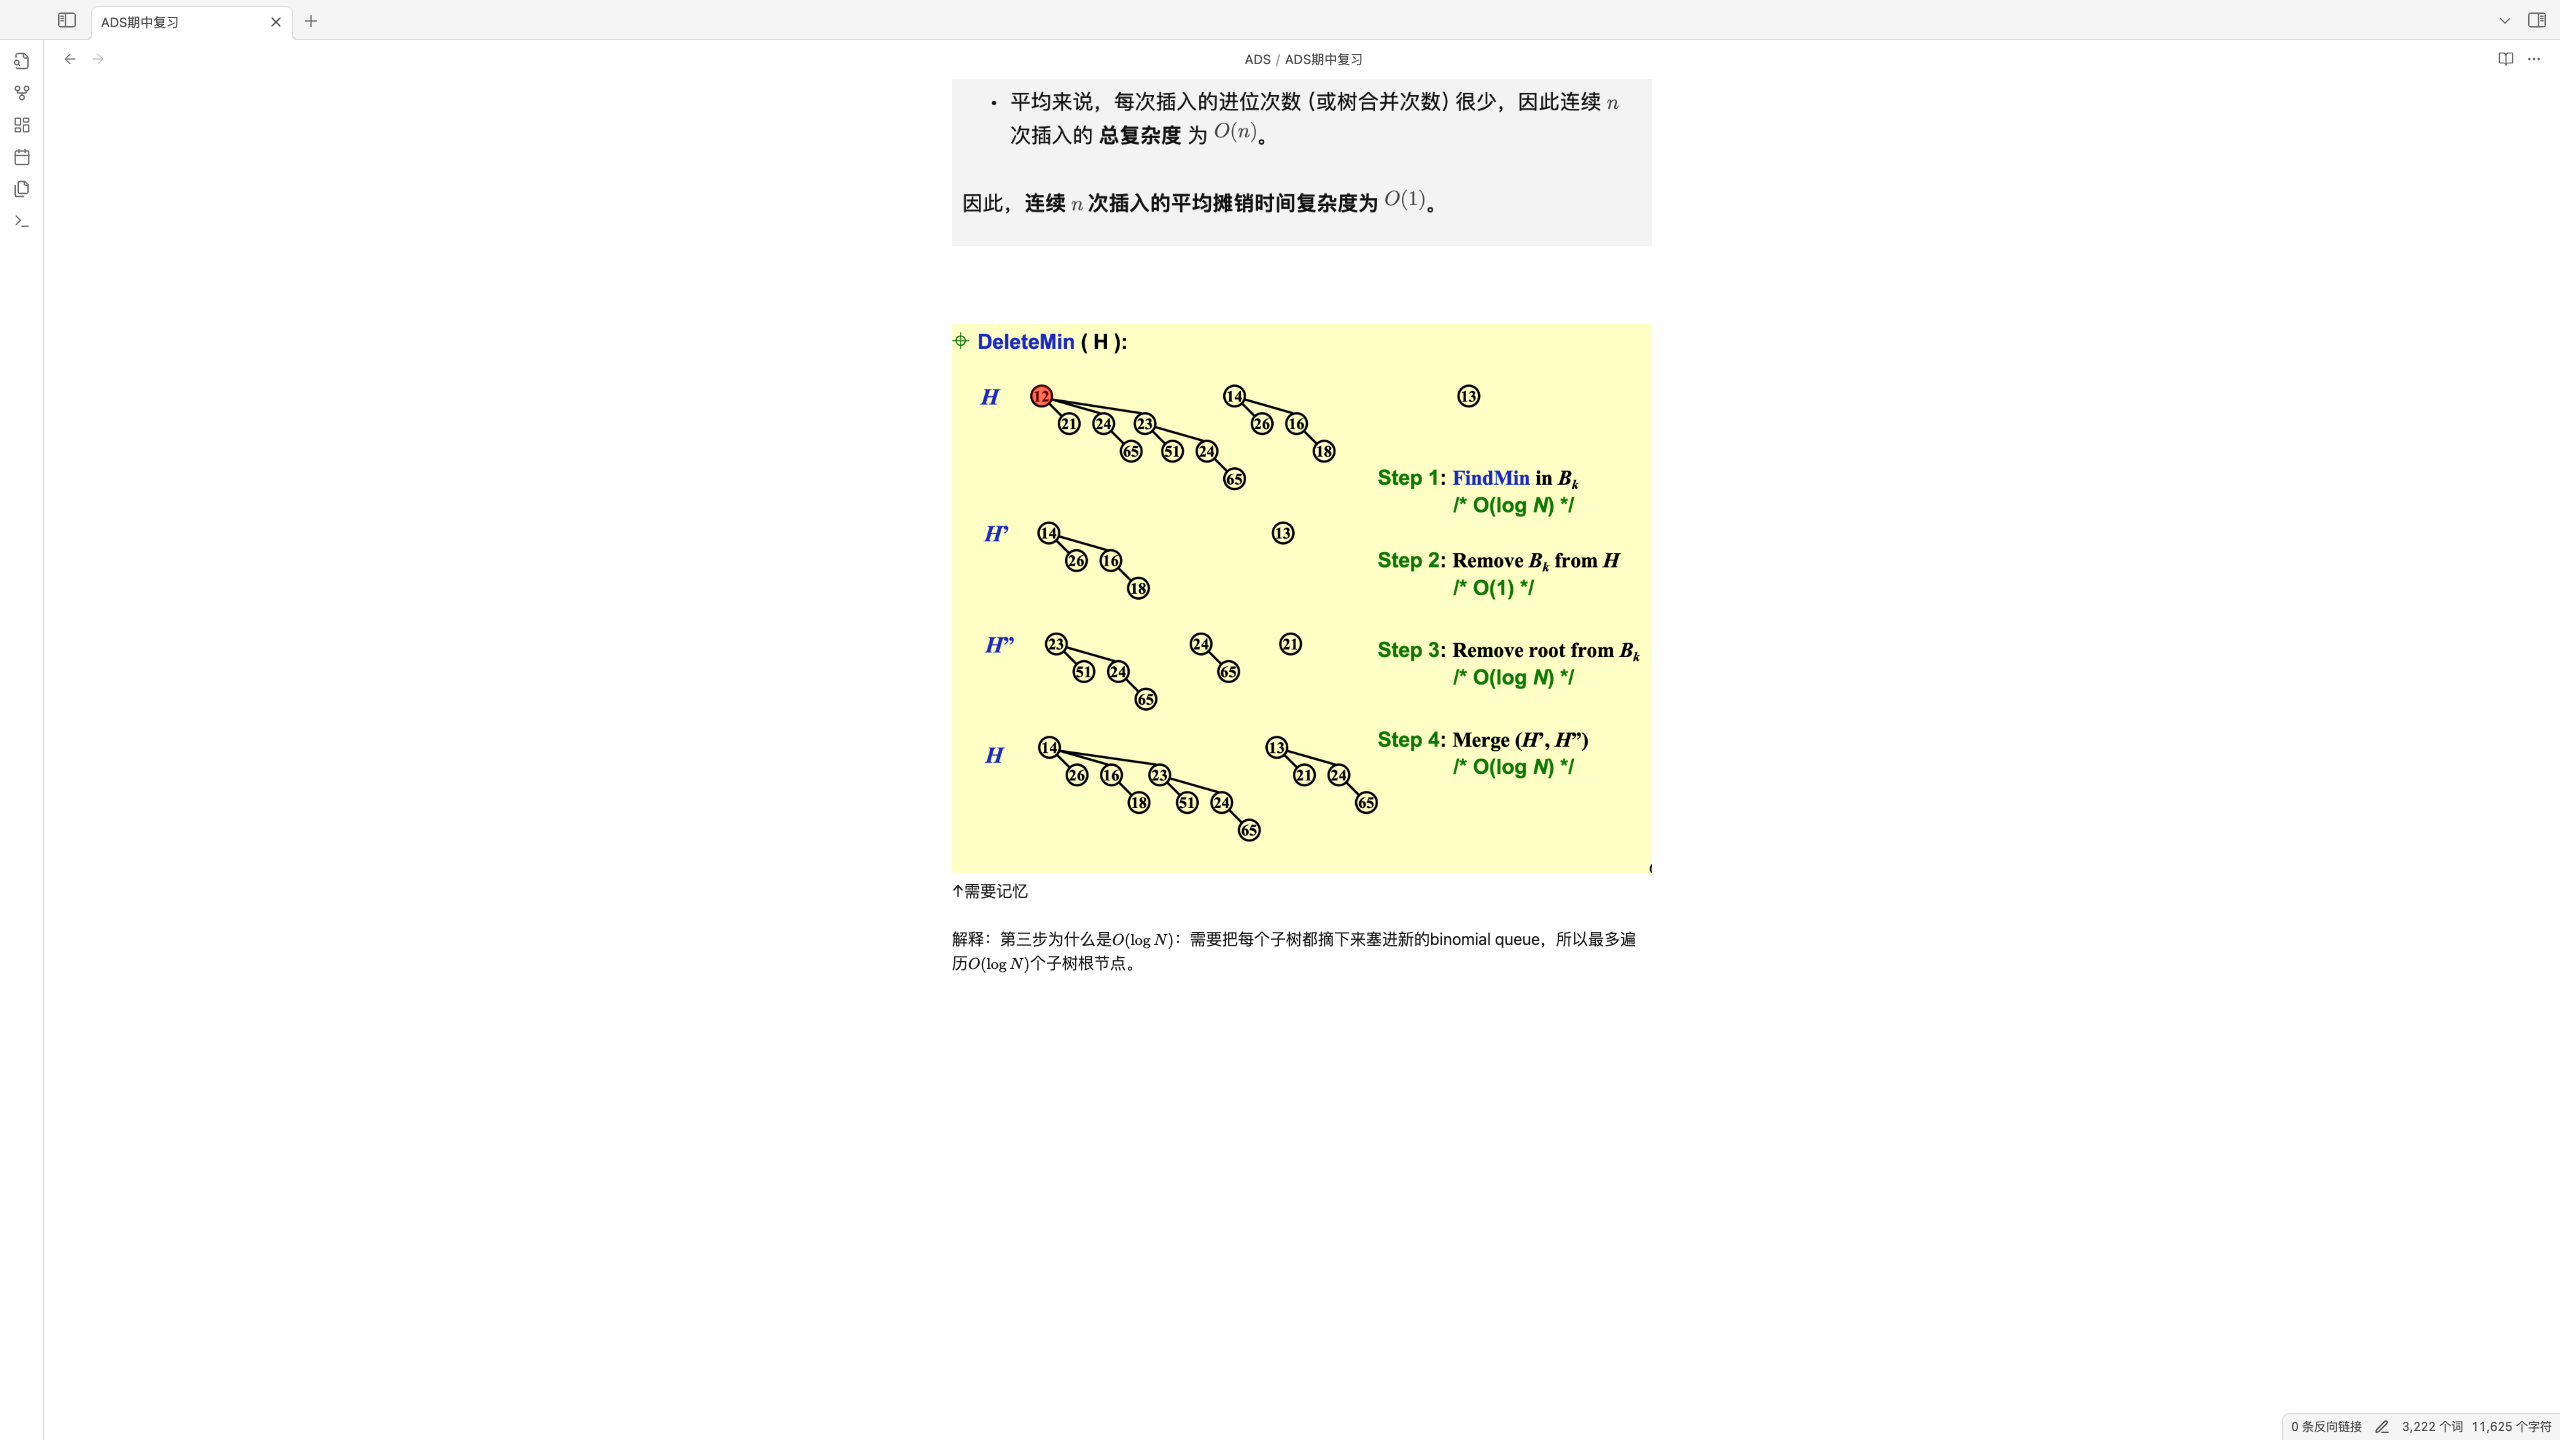 ADS期中复习
ADS / ADS期中复习
• 平均来说，每次插入的进位次数（或树合并次数）很少，因此连续 n
次插入的 总复杂度 为 O(n)。
因此，连续 n 次插入的平均摊销时间复杂度为 O(1)。
DeleteMin ( H ):
H 12 14 13
21 24 23 26 16
65 51 24 18
65
Step 1: FindMin in Bk
/* O(log N) */
H’ 14 13
26 16
18
Step 2: Remove Bk from H
/* O(1) */
H” 23 24 21
51 24 65
65
Step 3: Remove root from Bk
/* O(log N) */
H 14 13
26 16 23 21 24
18 51 24 65
65
Step 4: Merge (H’, H”)
/* O(log N) */
↑需要记忆
解释：第三步为什么是O(log N)：需要把每个子树都摘下来塞进新的binomial queue，所以最多遍
历O(log N)个子树根节点。
0 条反向链接 3,222 个词 11,625 个字符